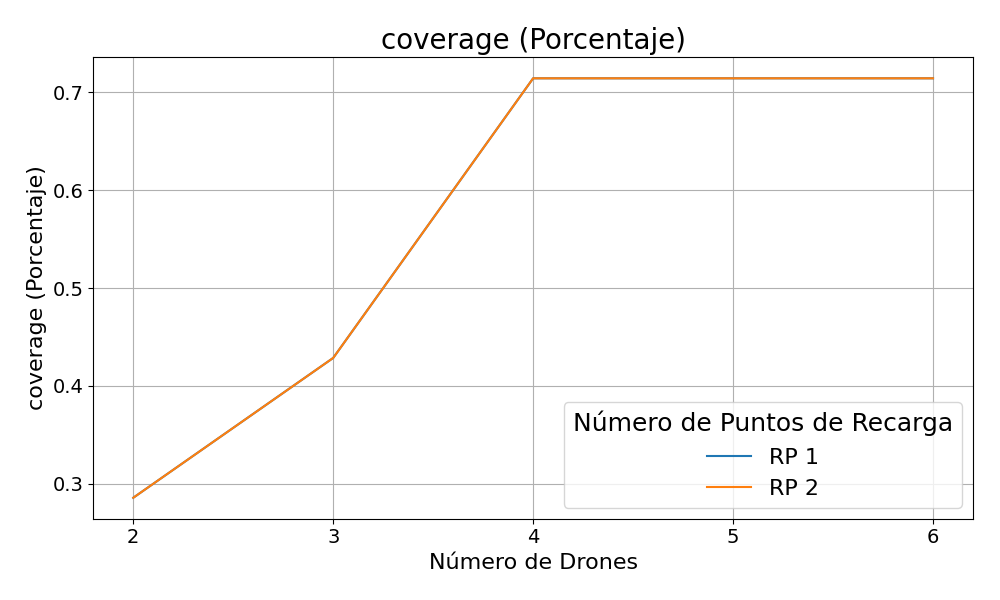 coverage (Porcentaje)
coverage (Porcentaje)
0.7
0.6
0.5
0.4
0.3
2 3 4 5 6
Número de Drones
Número de Puntos de Recarga
RP 1
RP 2